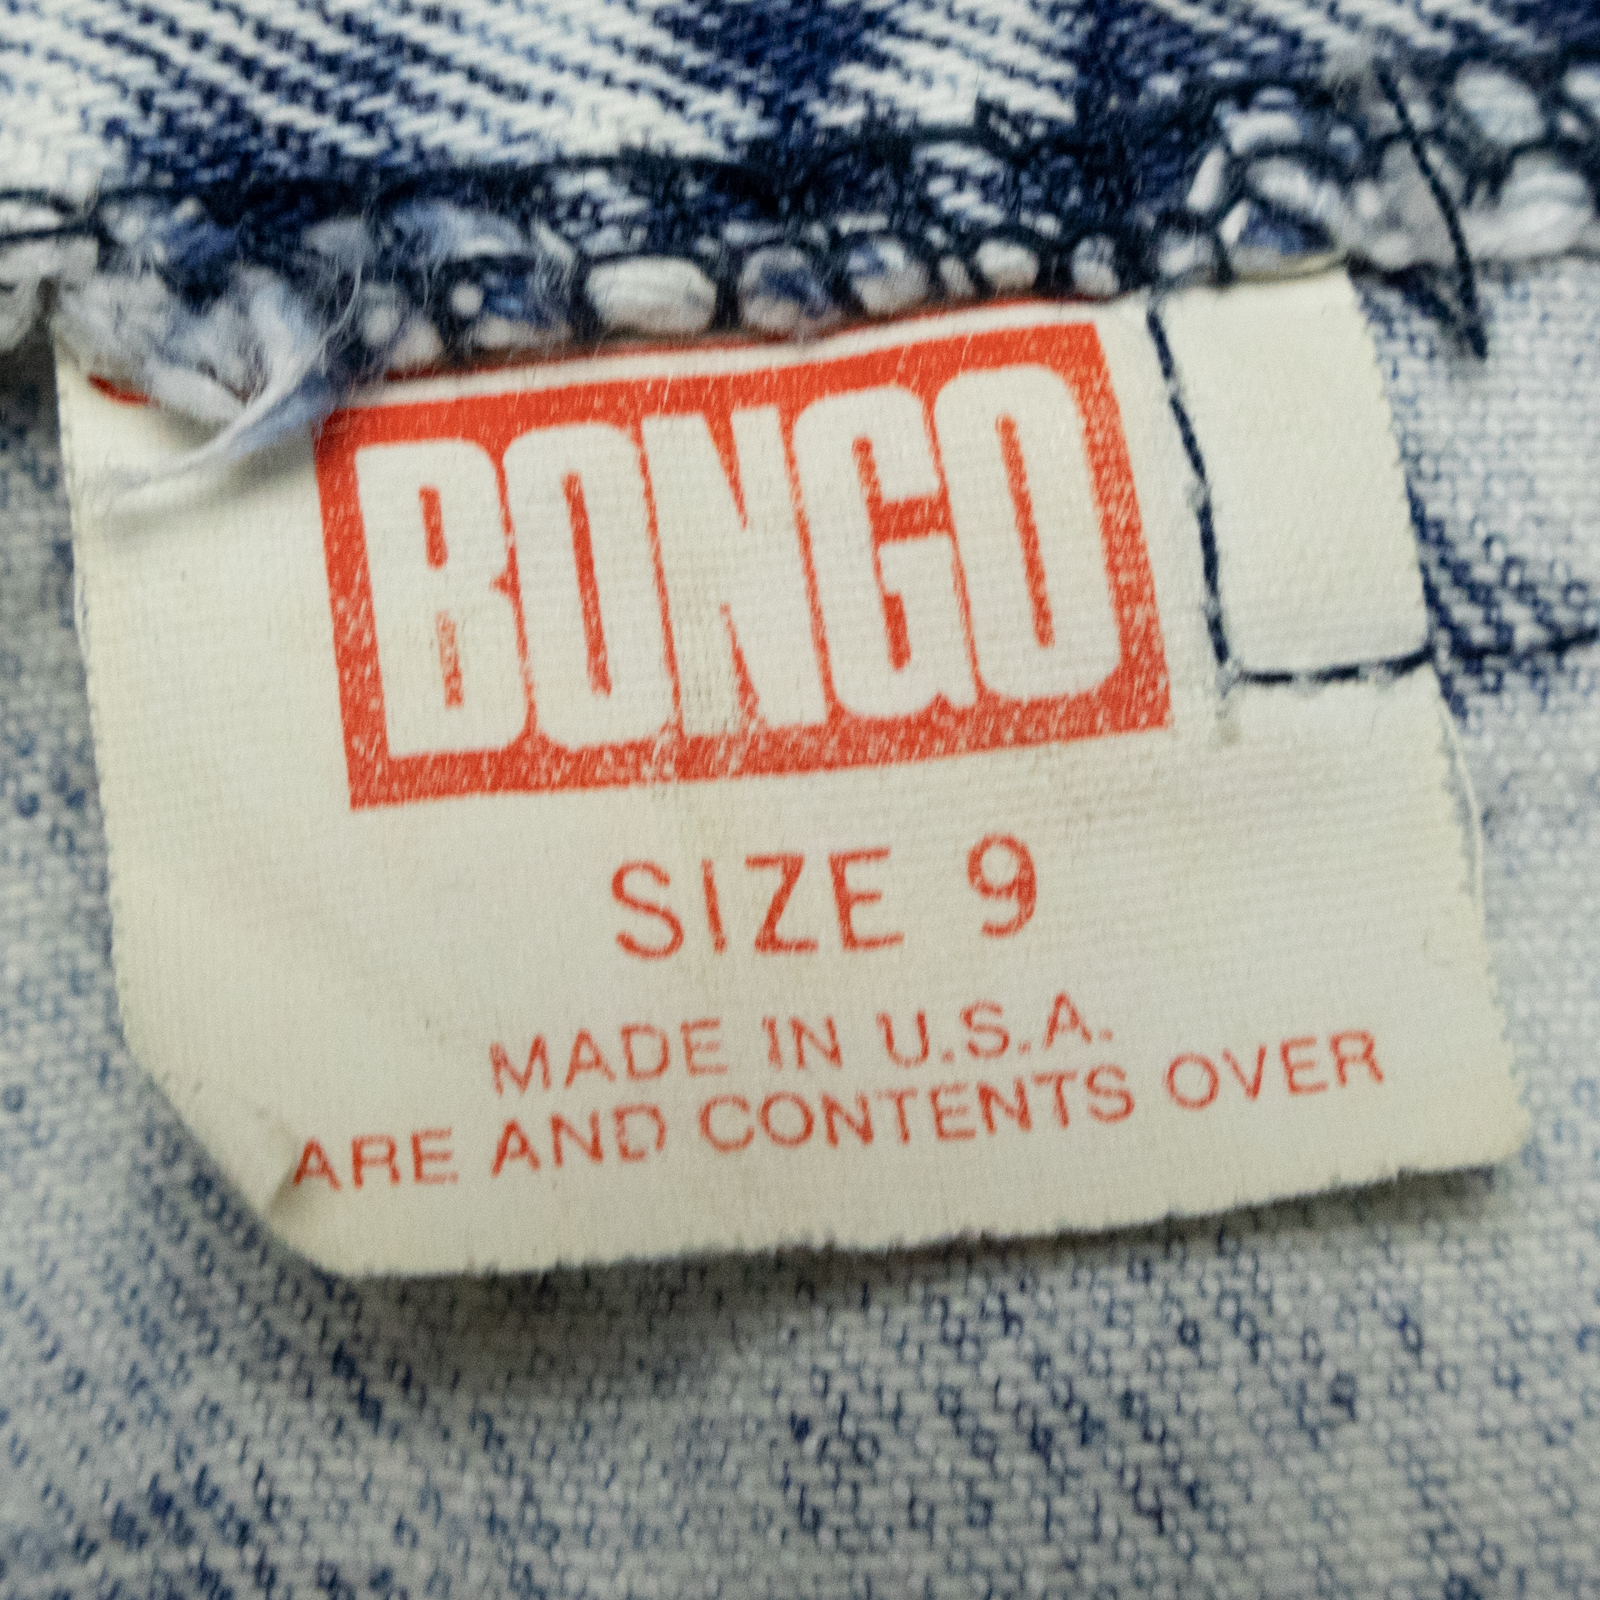 BONGO
SIZE 9
MADE IN U.S.A.
ARE AND CONTENTS OVER